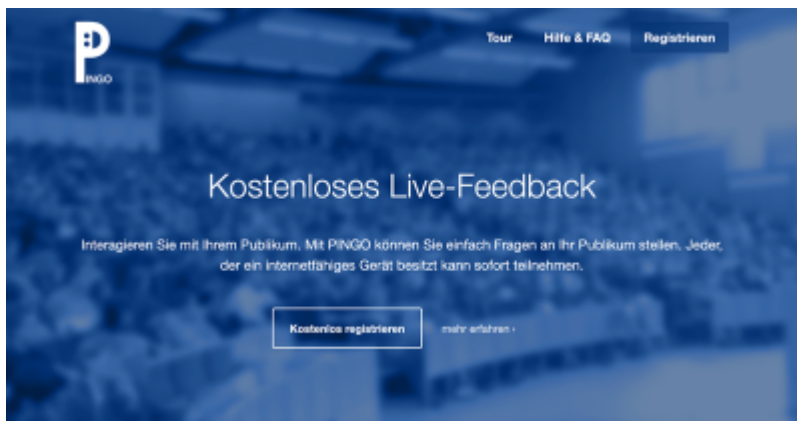 PINGO
Tour
Hilfe & FAQ
Registrieren
Kostenloses Live-Feedback
Interagieren Sie mit Ihrem Publikum. Mit PINGO können Sie einfach Fragen an Ihr Publikum stellen. Jeder,
der ein internetfähiges Gerät besitzt kann sofort teilnehmen.
Kostenlos registrieren
mehr erfahren ›